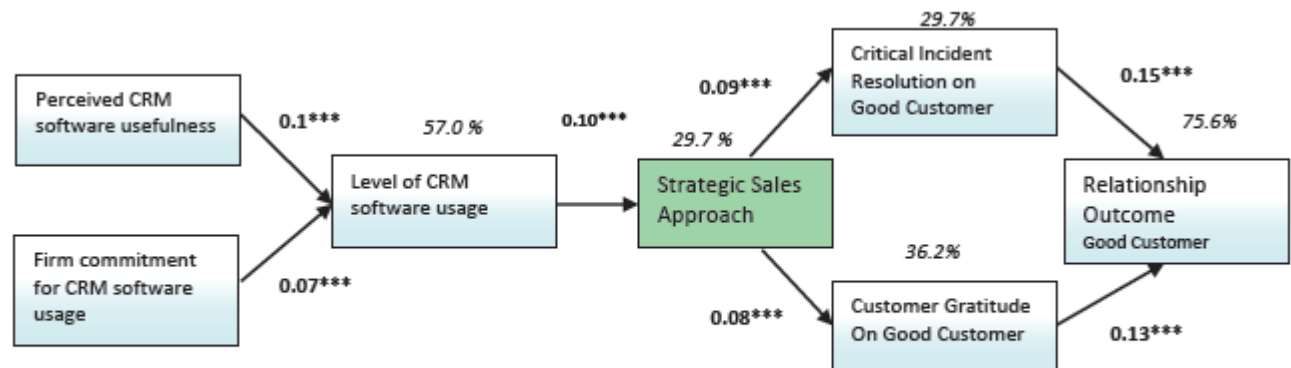 29.7%
Critical Incident
Resolution on
Good Customer
0.09***
0.15***
Perceived CRM
software usefulness
0.1***
57.0 %
0.10***
29.7 %
75.6%
Level of CRM
software usage
Strategic Sales
Approach
Relationship
Outcome
Good Customer
Firm commitment
for CRM software
usage
0.07***
36.2%
0.08***
Customer Gratitude
On Good Customer
0.13***